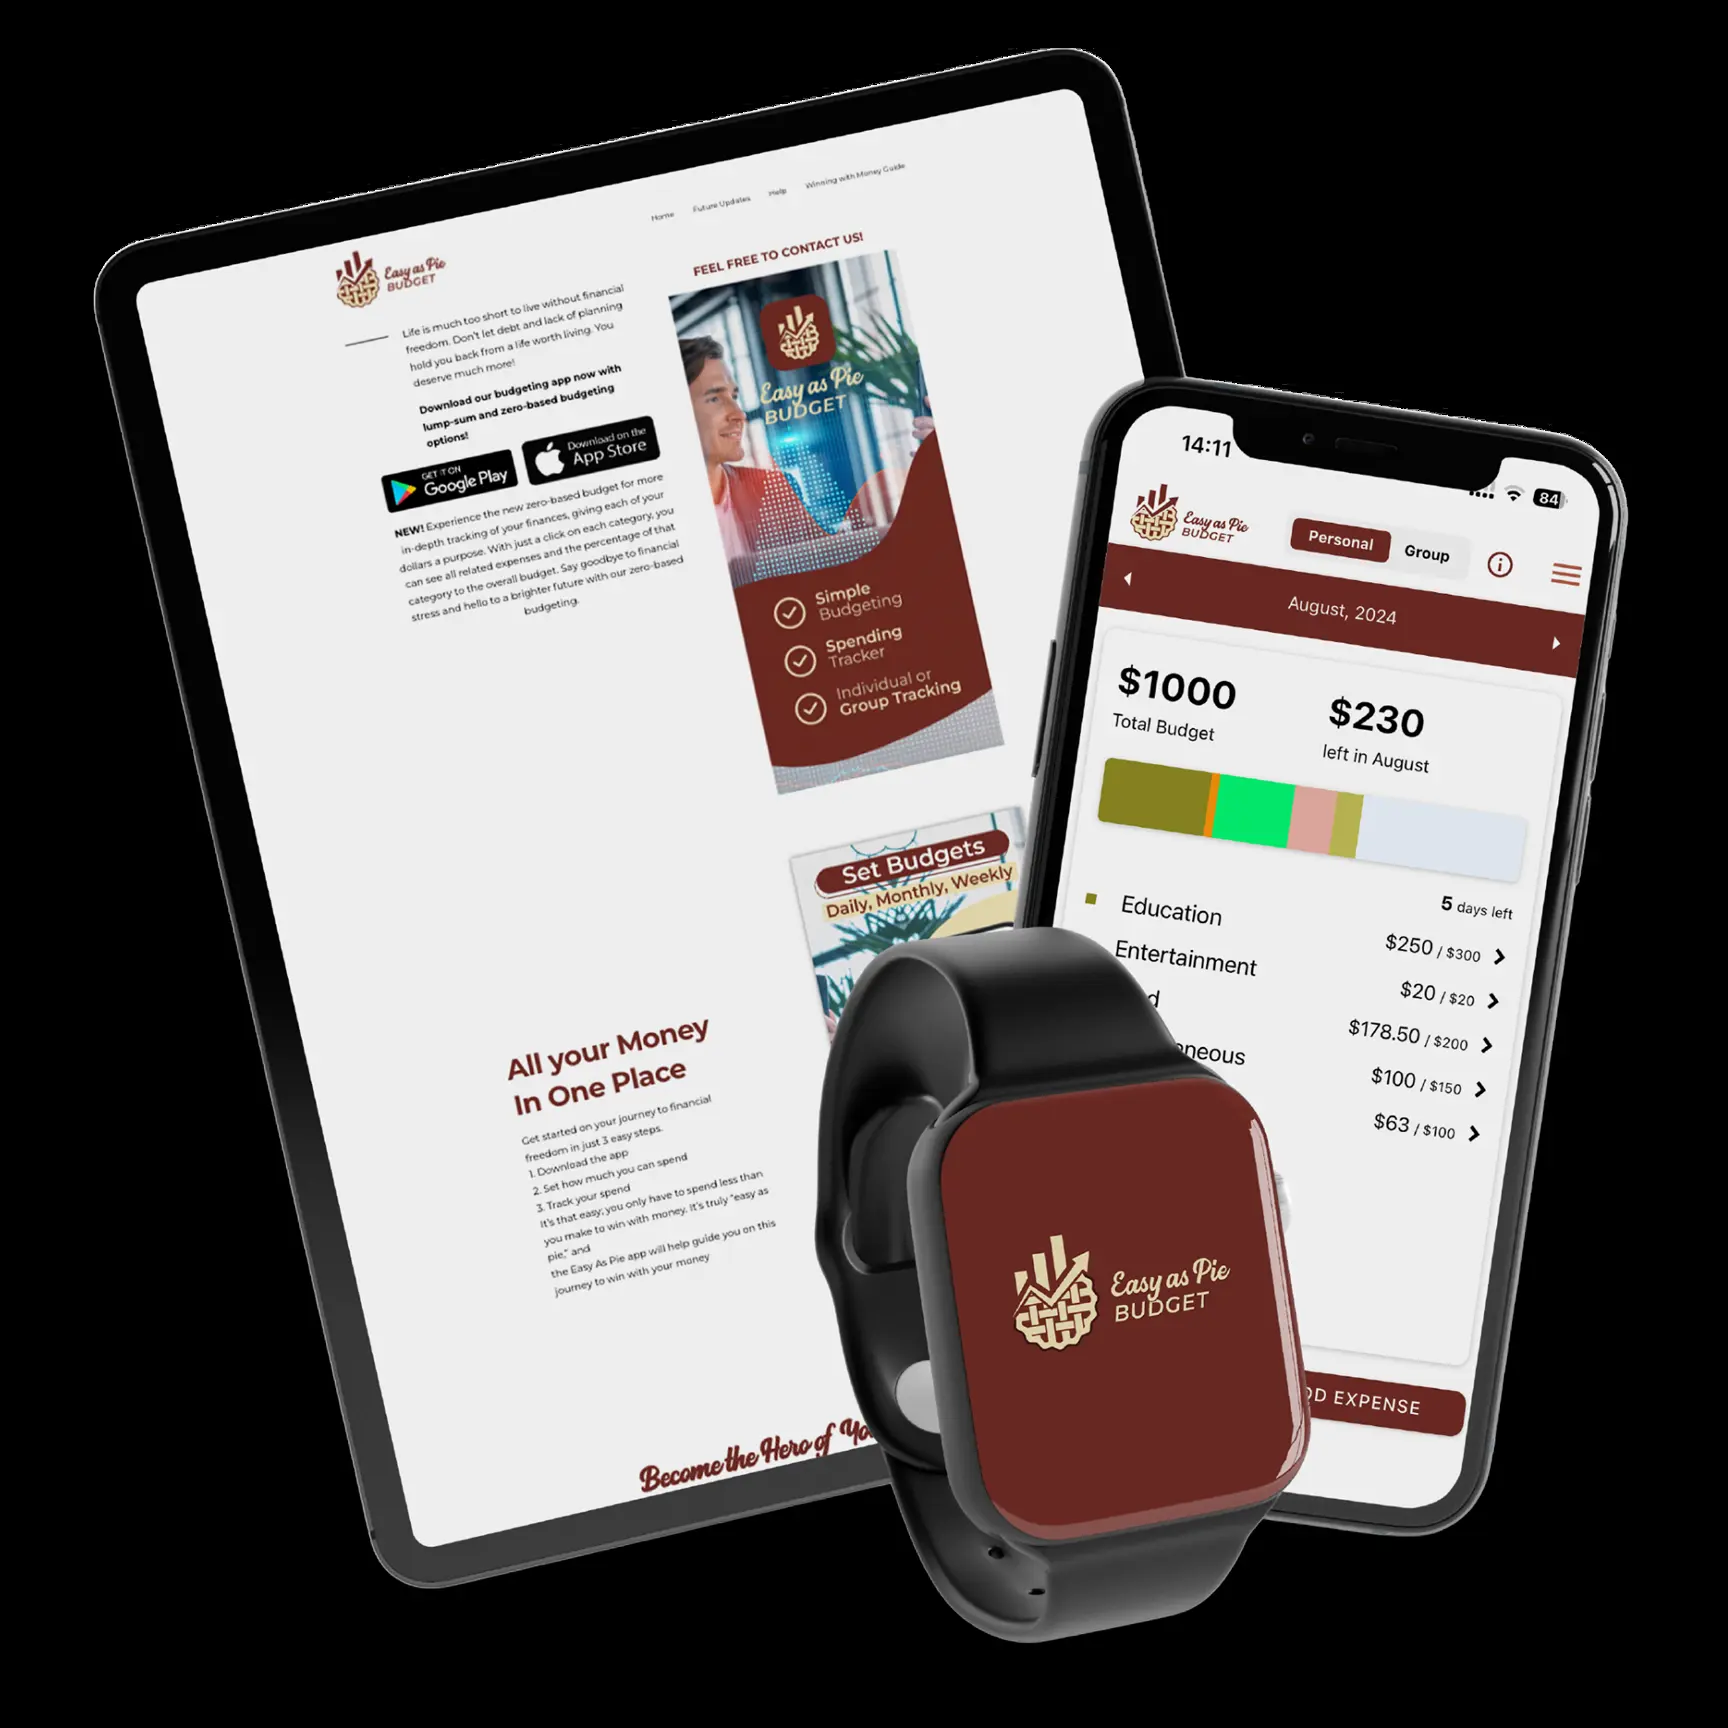 Home
Future Updates
Help
Winning with Money Guide
Easy as Pie
BUDGET
Life is much too short to live without financial
freedom. Don't let debt and lack of planning
hold you back from a life worth living. You
deserve much more!
Download our budgeting app now with
lump-sum and zero-based budgeting
options!
GET IT ON
Google Play
Download on the
App Store
NEW! Experience the new zero-based budget for more
in-depth tracking of your finances, giving each of your
dollars a purpose. With just a click on each category, you
can see all related expenses and the percentage of that
category to the overall budget. Say goodbye to financial
stress and hello to a brighter future with our zero-based
budgeting.
FEEL FREE TO CONTACT US!
Easy as Pie
BUDGET
Simple
Budgeting
Spending
Tracker
Individual or
Group Tracking
Set Budgets
Daily, Monthly, Weekly
All your Money
In One Place
Get started on your journey to financial
freedom in just 3 easy steps.
1. Download the app
2. Set how much you can spend
3. Track your spend
It's that easy; you only have to spend less than
you make to win with money. It's truly "easy as
pie," and
the Easy As Pie app will help guide you on this
journey to win with your money
Become the Hero of Yo
14:11
84
Easy as Pie
BUDGET
Personal
Group
August, 2024
$1000
Total Budget
$230
left in August
5 days left
Education
$250 / $300
Entertainment
$20 / $20
d
$178.50 / $200
neous
$100 / $150
$63 / $100
DD EXPENSE
Easy as Pie
BUDGET